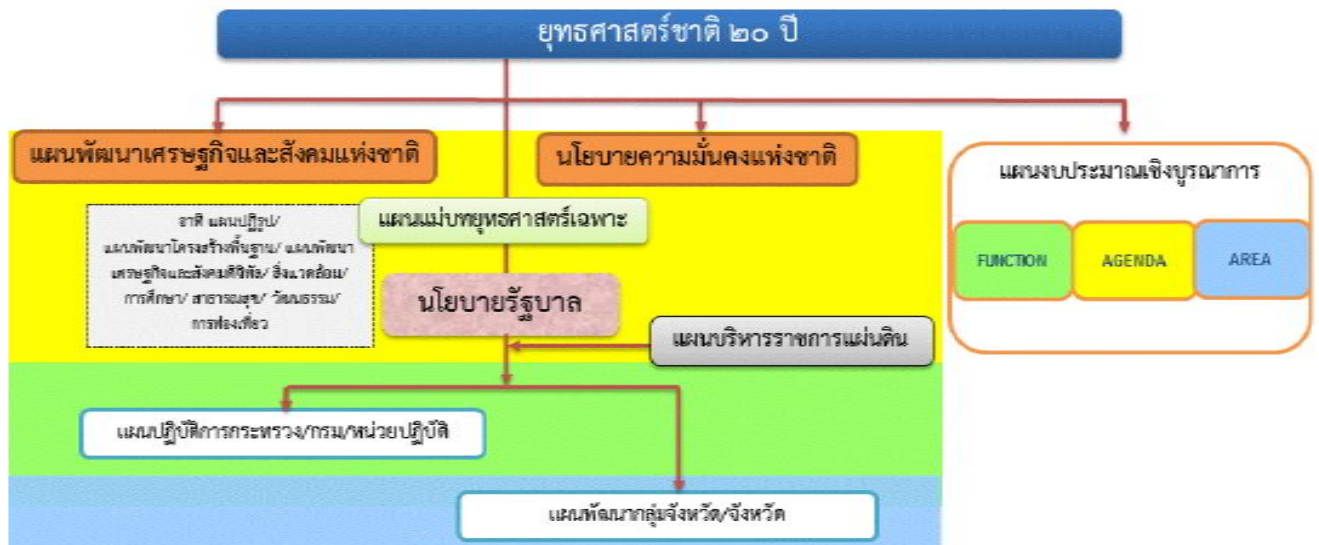 ยุทธศาสตร์ชาติ ๒๐ ปี
แผนพัฒนาเศรษฐกิจและสังคมแห่งชาติ
นโยบายความมั่นคงแห่งชาติ
แผนงบประมาณเชิงบูรณาการ
แผนแม่บทยุทธศาสตร์เฉพาะ
อาทิ แผนปฏิรูป/
แผนพัฒนาโครงสร้างพื้นฐาน/ แผนพัฒนา
เศรษฐกิจและสังคมดิจิทัล/ สิ่งแวดล้อม/
การศึกษา/ สาธารณสุข/ วัฒนธรรม/
การท่องเที่ยว
FUNCTION
AGENDA
AREA
นโยบายรัฐบาล
แผนบริหารราชการแผ่นดิน
แผนปฏิบัติการกระทรวง/กรม/หน่วยปฏิบัติ
แผนพัฒนากลุ่มจังหวัด/จังหวัด